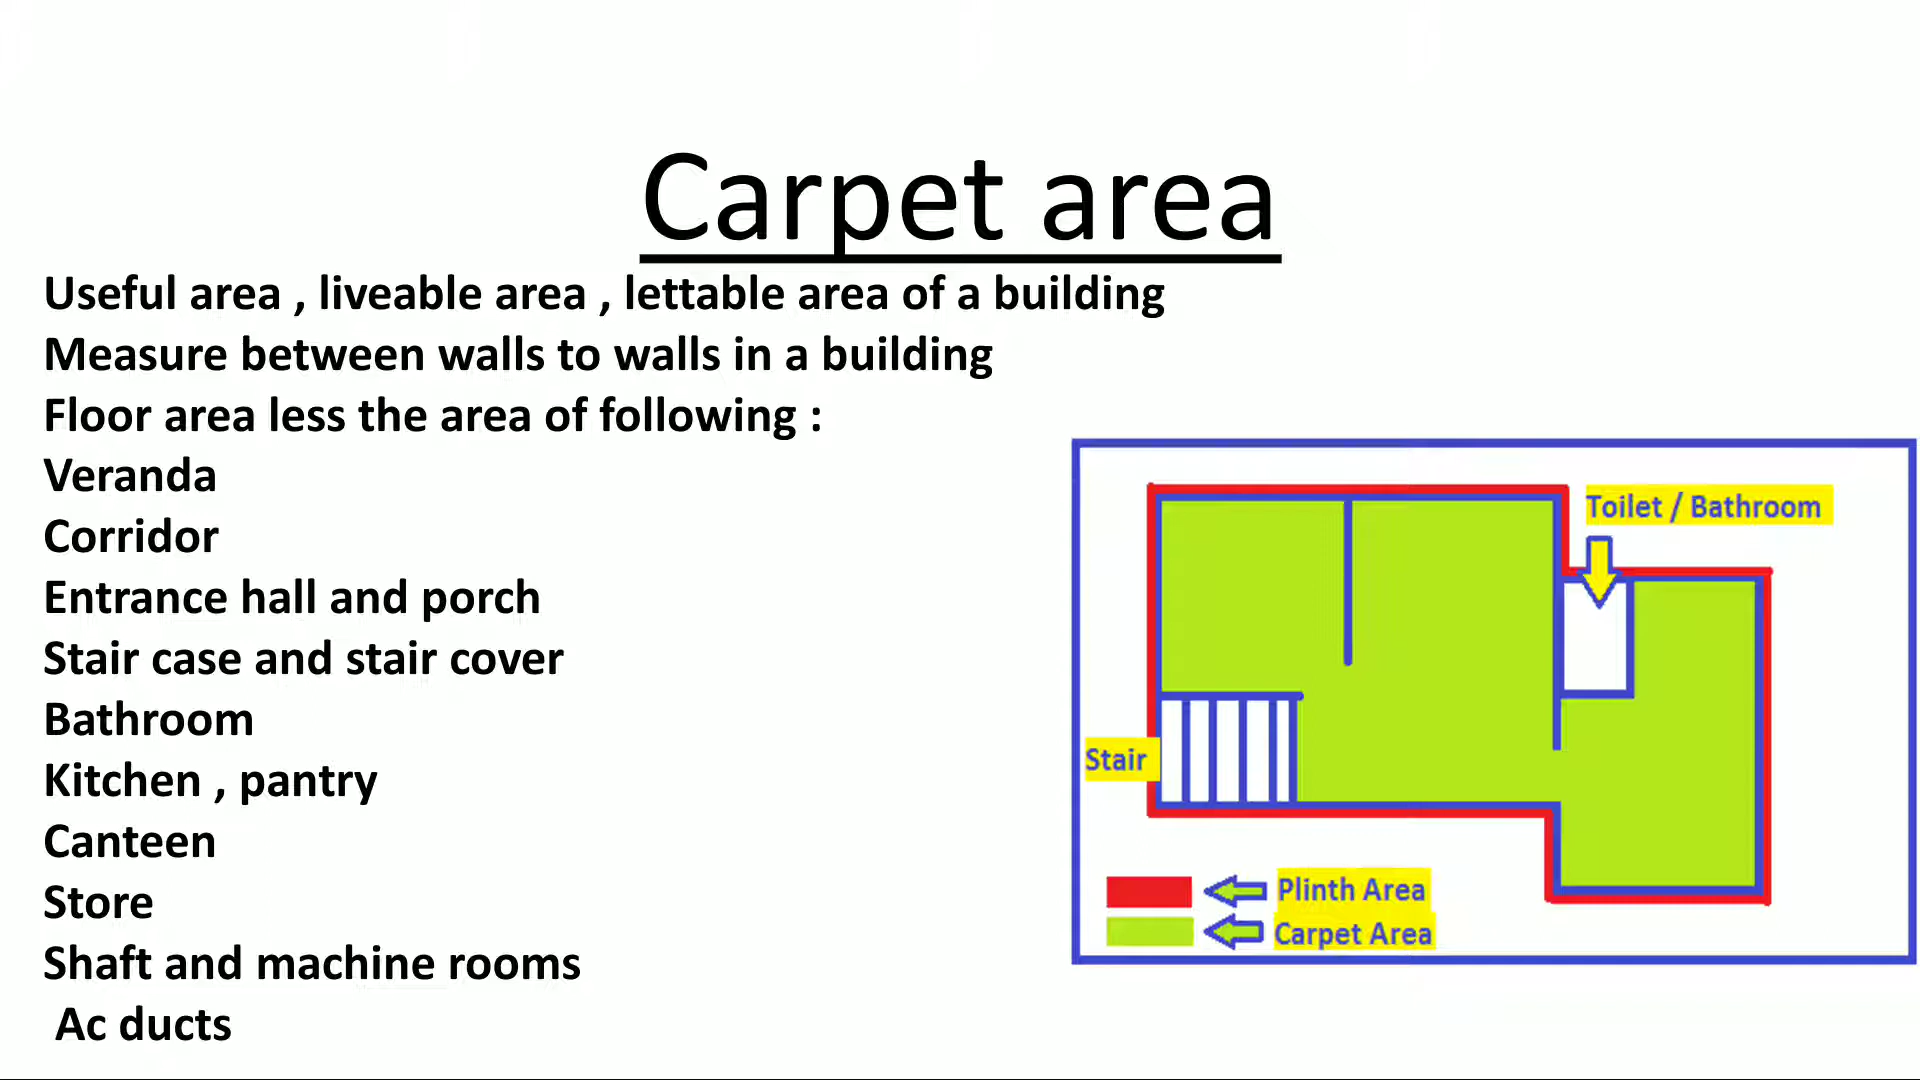 Carpet area
Useful area , liveable area , lettable area of a building
Measure between walls to walls in a building
Floor area less the area of following :
Veranda
Corridor
Entrance hall and porch
Stair case and stair cover
Bathroom
Kitchen , pantry
Canteen
Store
Shaft and machine rooms
Ac ducts
Toilet / Bathroom
Stair
Plinth Area
Carpet Area